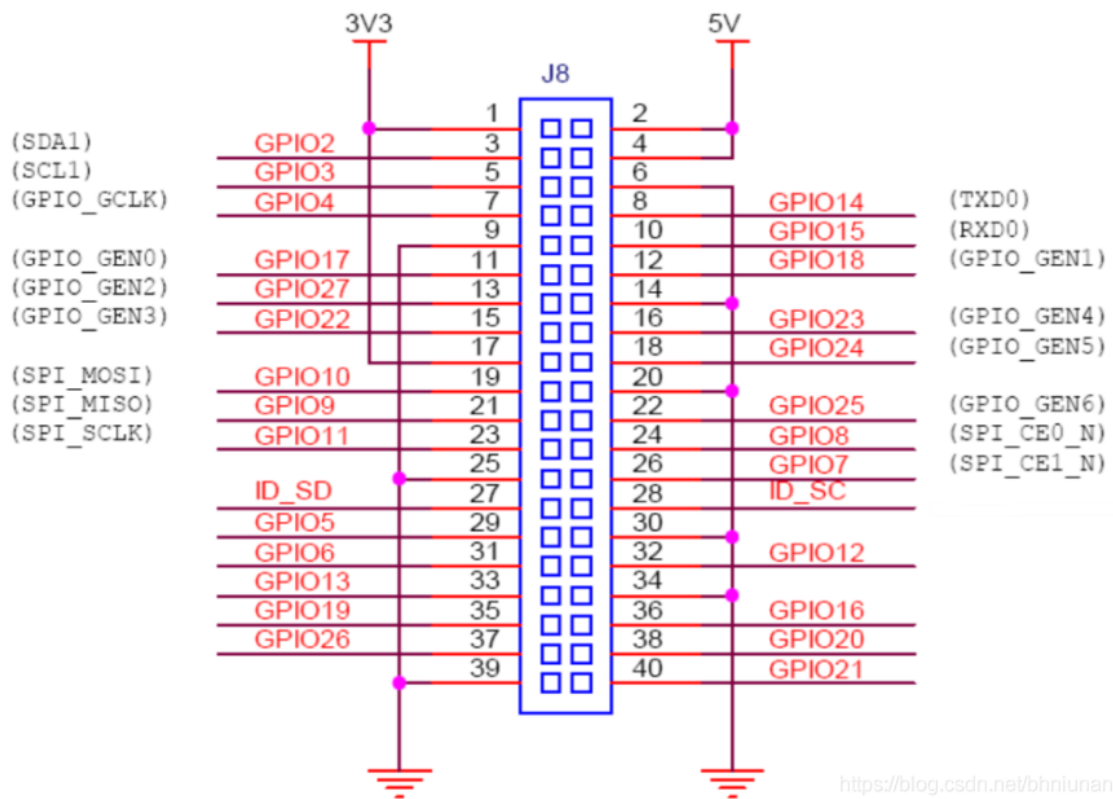 3V3 5V
J8
1 2
(SDA1) GPIO2 3 4
(SCL1) GPIO3 5 6
(GPIO_GCLK) GPIO4 7 8 GPIO14 (TXD0)
9 10 GPIO15 (RXD0)
(GPIO_GEN0) GPIO17 11 12 GPIO18 (GPIO_GEN1)
(GPIO_GEN2) GPIO27 13 14
(GPIO_GEN3) GPIO22 15 16 GPIO23 (GPIO_GEN4)
17 18 GPIO24 (GPIO_GEN5)
(SPI_MOSI) GPIO10 19 20
(SPI_MISO) GPIO9 21 22 GPIO25 (GPIO_GEN6)
(SPI_SCLK) GPIO11 23 24 GPIO8 (SPI_CE0_N)
25 26 GPIO7 (SPI_CE1_N)
ID_SD 27 28 ID_SC
GPIO5 29 30
GPIO6 31 32 GPIO12
GPIO13 33 34
GPIO19 35 36 GPIO16
GPIO26 37 38 GPIO20
39 40 GPIO21
https://blog.csdn.net/bhniunan